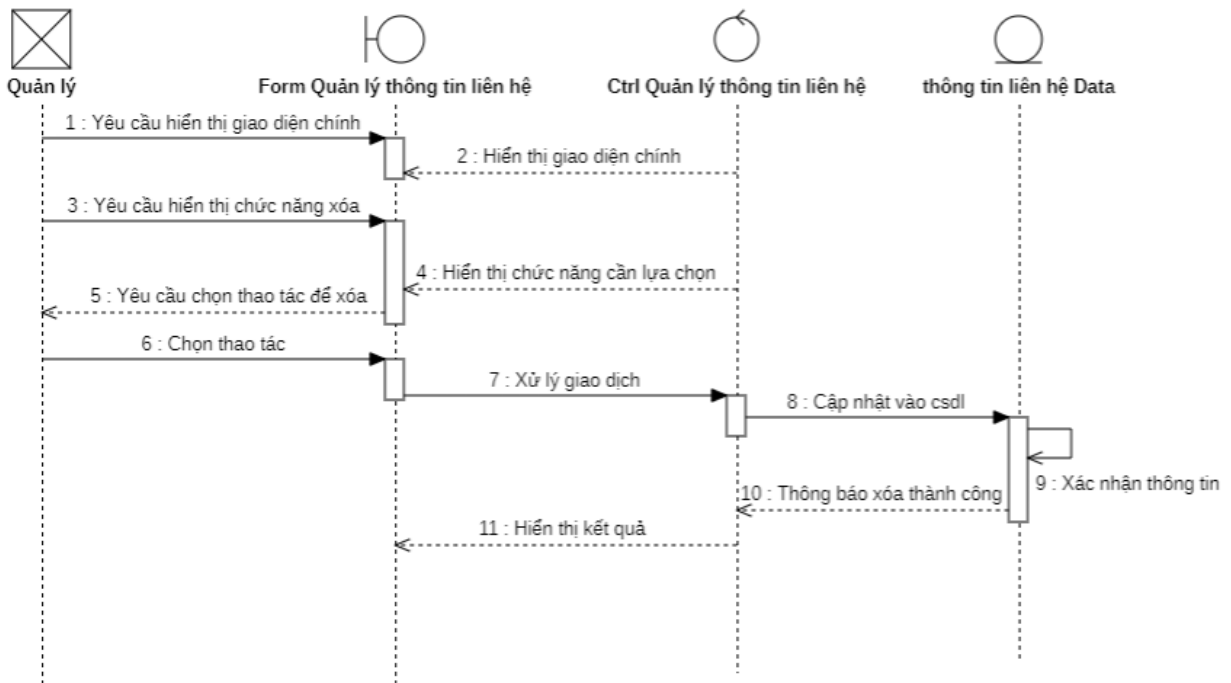 Quản lý
Form Quản lý thông tin liên hệ
Ctrl Quản lý thông tin liên hệ
thông tin liên hệ Data
1 : Yêu cầu hiển thị giao diện chính
2 : Hiển thị giao diện chính
3 : Yêu cầu hiển thị chức năng xóa
4 : Hiển thị chức năng cần lựa chọn
5 : Yêu cầu chọn thao tác để xóa
6 : Chọn thao tác
7 : Xử lý giao dịch
8 : Cập nhật vào csdl
9 : Xác nhận thông tin
10 : Thông báo xóa thành công
11 : Hiển thị kết quả